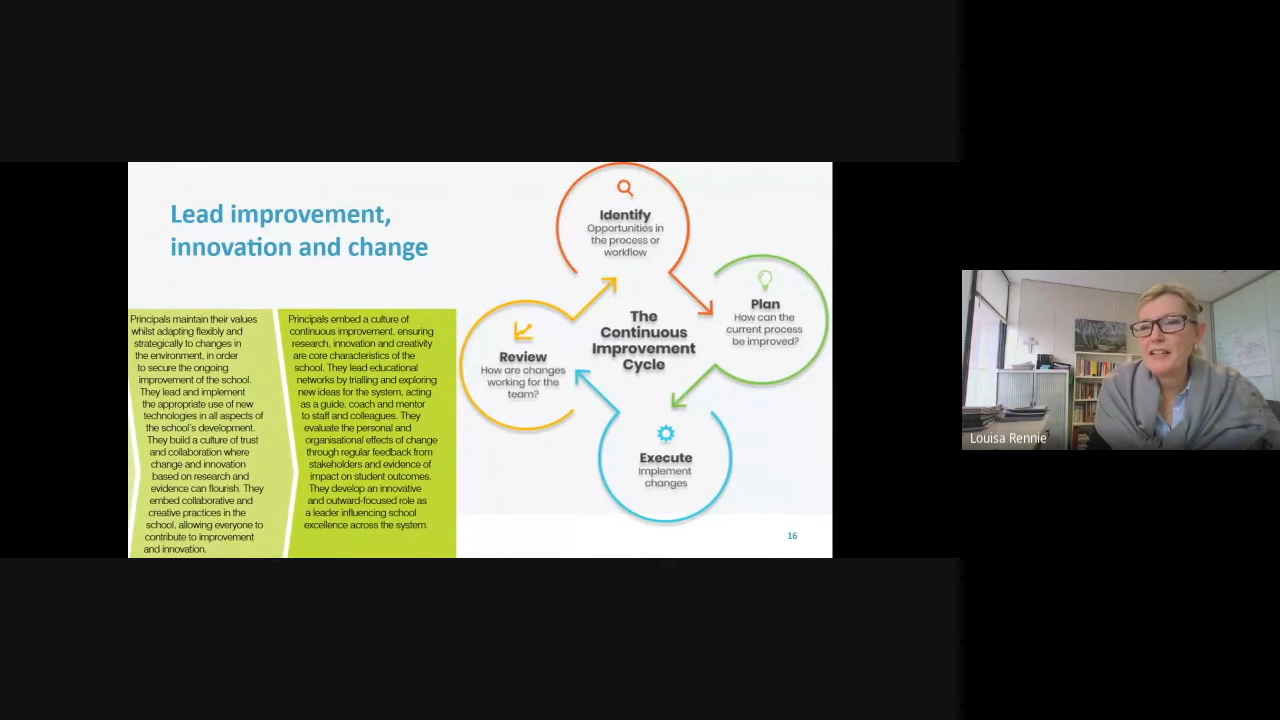 Lead improvement,
innovation and change
Principals maintain their values
whilst adapting flexibly and
strategically to changes in
the environment, in order
to secure the ongoing
improvement of the school.
They lead and implement
the appropriate use of new
technologies in all aspects of
the school's development.
They build a culture of trust
and collaboration where
change and innovation
based on research and
evidence can flourish. They
embed collaborative and
creative practices in the
school, allowing everyone to
contribute to improvement
and innovation.
Principals embed a culture of
continuous improvement, ensuring
research, innovation and creativity
are core characteristics of the
school. They lead educational
networks by trialling and exploring
new ideas for the system, acting
as a guide, coach and mentor
to staff and colleagues. They
evaluate the personal and
organisational effects of change
through regular feedback from
stakeholders and evidence of
impact on student outcomes.
They develop an innovative
and outward-focused role as
a leader influencing school
excellence across the system.
Identify
Opportunities in
the process or
workflow
Plan
How can the
current process
be improved?
The
Continuous
Improvement
Cycle
Review
How are changes
working for the
team?
Execute
Implement
changes
16
Louisa Rennie